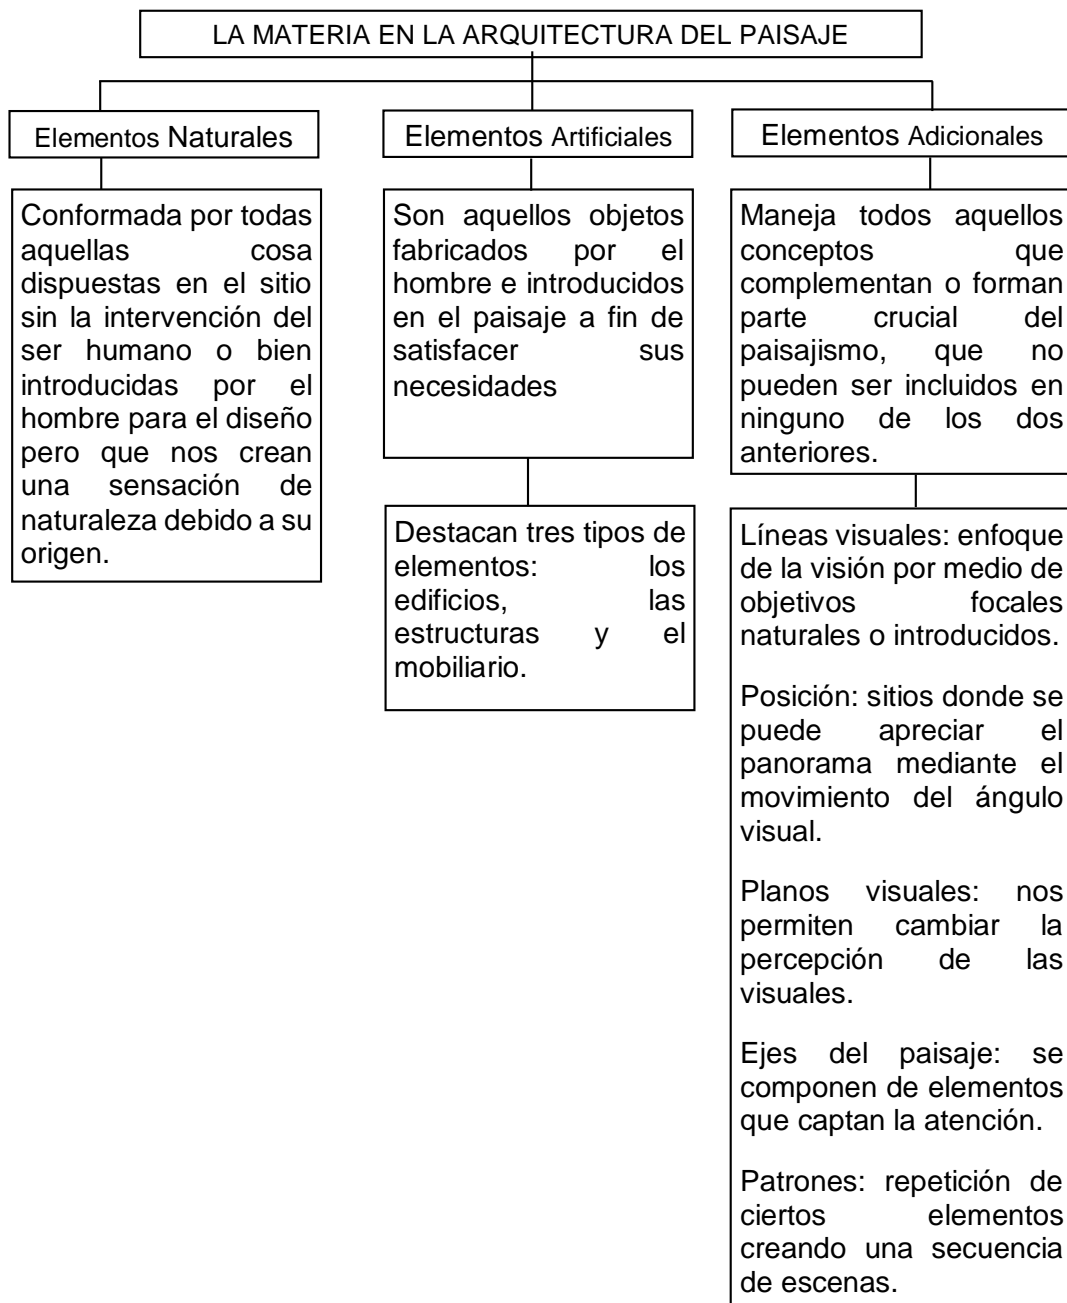 LA MATERIA EN LA ARQUITECTURA DEL PAISAJE
Elementos Naturales
Conformada por todas
aquellas cosa
dispuestas en el sitio
sin la intervención del
ser humano o bien
introducidas por el
hombre para el diseño
pero que nos crean
una sensación de
naturaleza debido a su
origen.
Elementos Artificiales
Son aquellos objetos
fabricados por el
hombre e introducidos
en el paisaje a fin de
satisfacer sus
necesidades
Destacan tres tipos de
elementos: los
edificios, las
estructuras y el
mobiliario.
Elementos Adicionales
Maneja todos aquellos
conceptos que
complementan o forman
parte crucial del
paisajismo, que no
pueden ser incluidos en
ninguno de los dos
anteriores.
Líneas visuales: enfoque
de la visión por medio de
objetivos focales
naturales o introducidos.
Posición: sitios donde se
puede apreciar el
panorama mediante el
movimiento del ángulo
visual.
Planos visuales: nos
permiten cambiar la
percepción de las
visuales.
Ejes del paisaje: se
componen de elementos
que captan la atención.
Patrones: repetición de
ciertos elementos
creando una secuencia
de escenas.